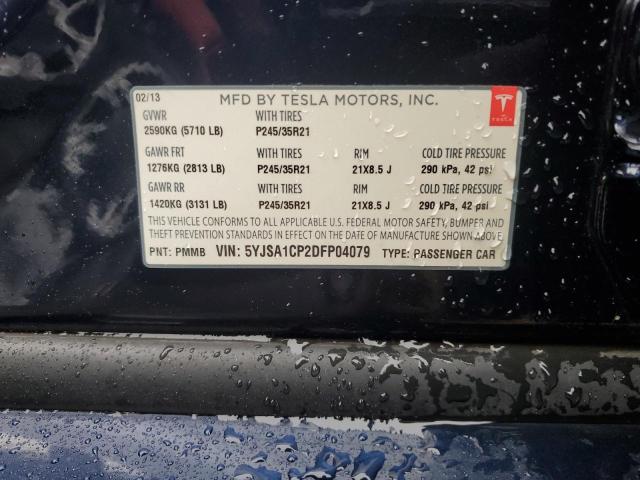 02/13 MFD BY TESLA MOTORS, INC.
GVWR WITH TIRES
2590KG (5710 LB) P245/35R21
TESLA
GAWR FRT WITH TIRES RIM COLD TIRE PRESSURE
1276KG (2813 LB) P245/35R21 21X8.5 J 290 kPa, 42 psi
GAWR RR WITH TIRES RIM COLD TIRE PRESSURE
1420KG (3131 LB) P245/35R21 21X8.5 J 290 kPa, 42 psi
THIS VEHICLE CONFORMS TO ALL APPLICABLE U.S. FEDERAL MOTOR SAFETY, BUMPER AND
THEFT PREVENTION STANDARDS IN EFFECT ON THE DATE OF MANUFACTURE SHOWN ABOVE.
PNT: PMMB VIN: 5YJSA1CP2DFP04079 TYPE: PASSENGER CAR